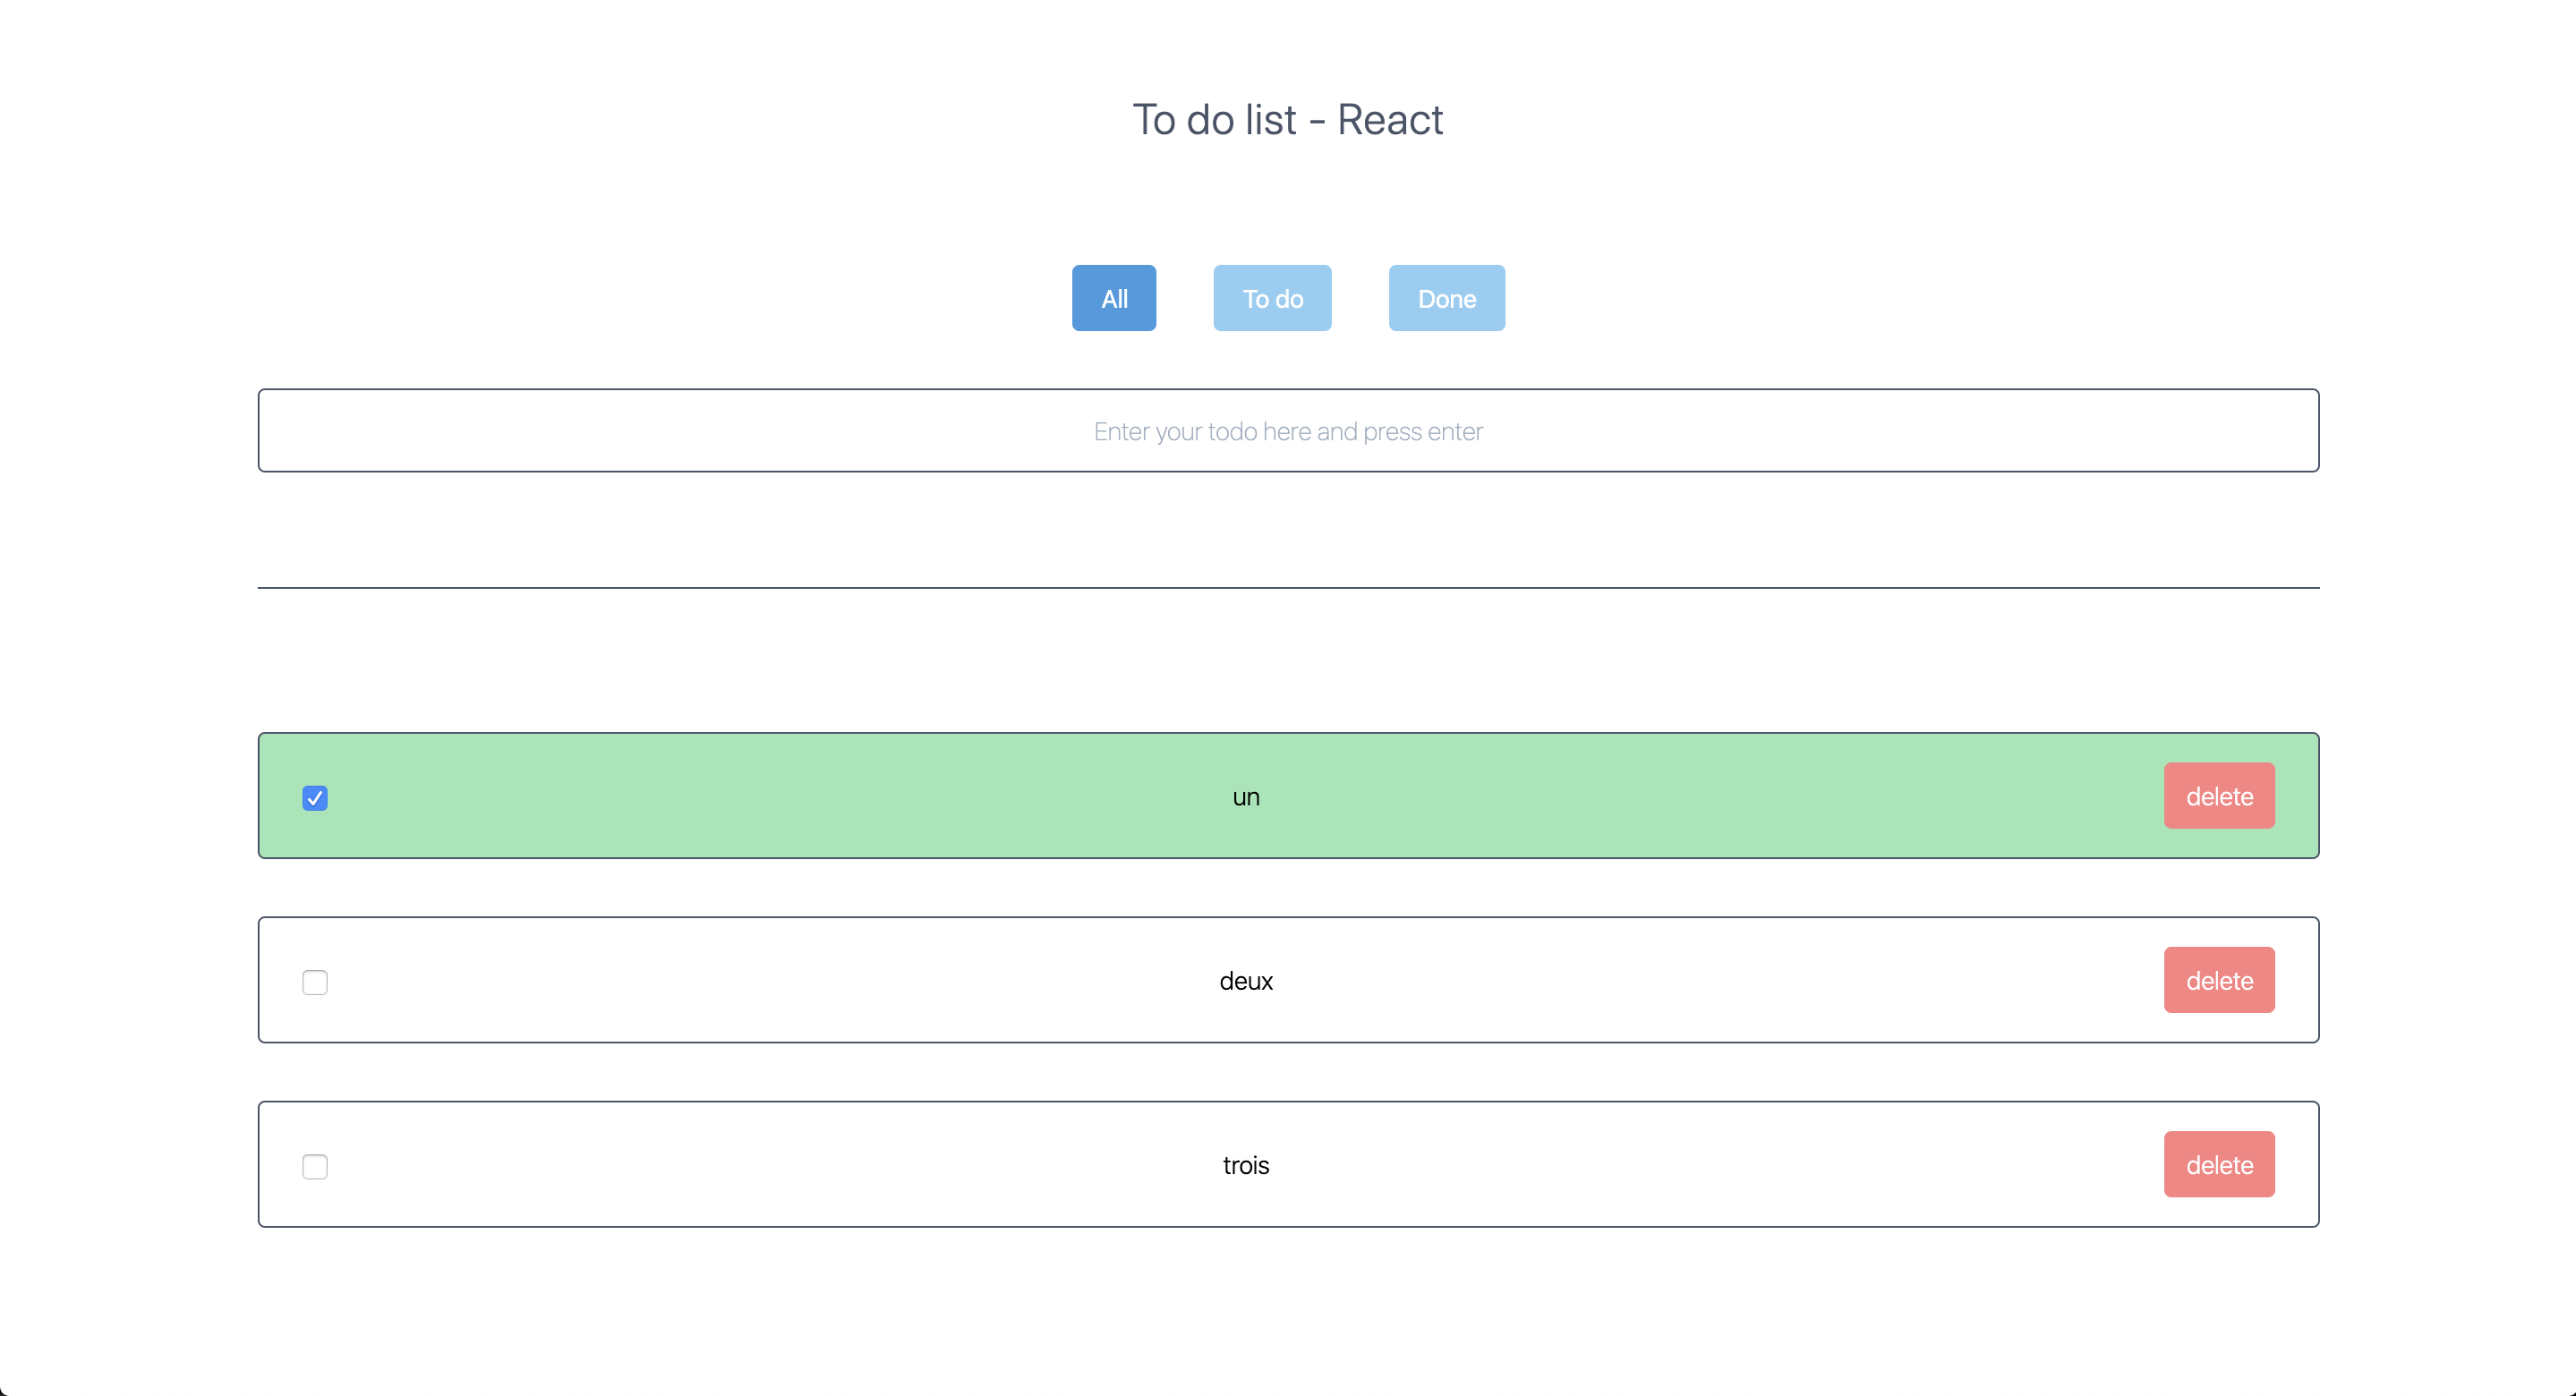 To do list - React
All To do Done
Enter your todo here and press enter
un delete
deux delete
trois delete